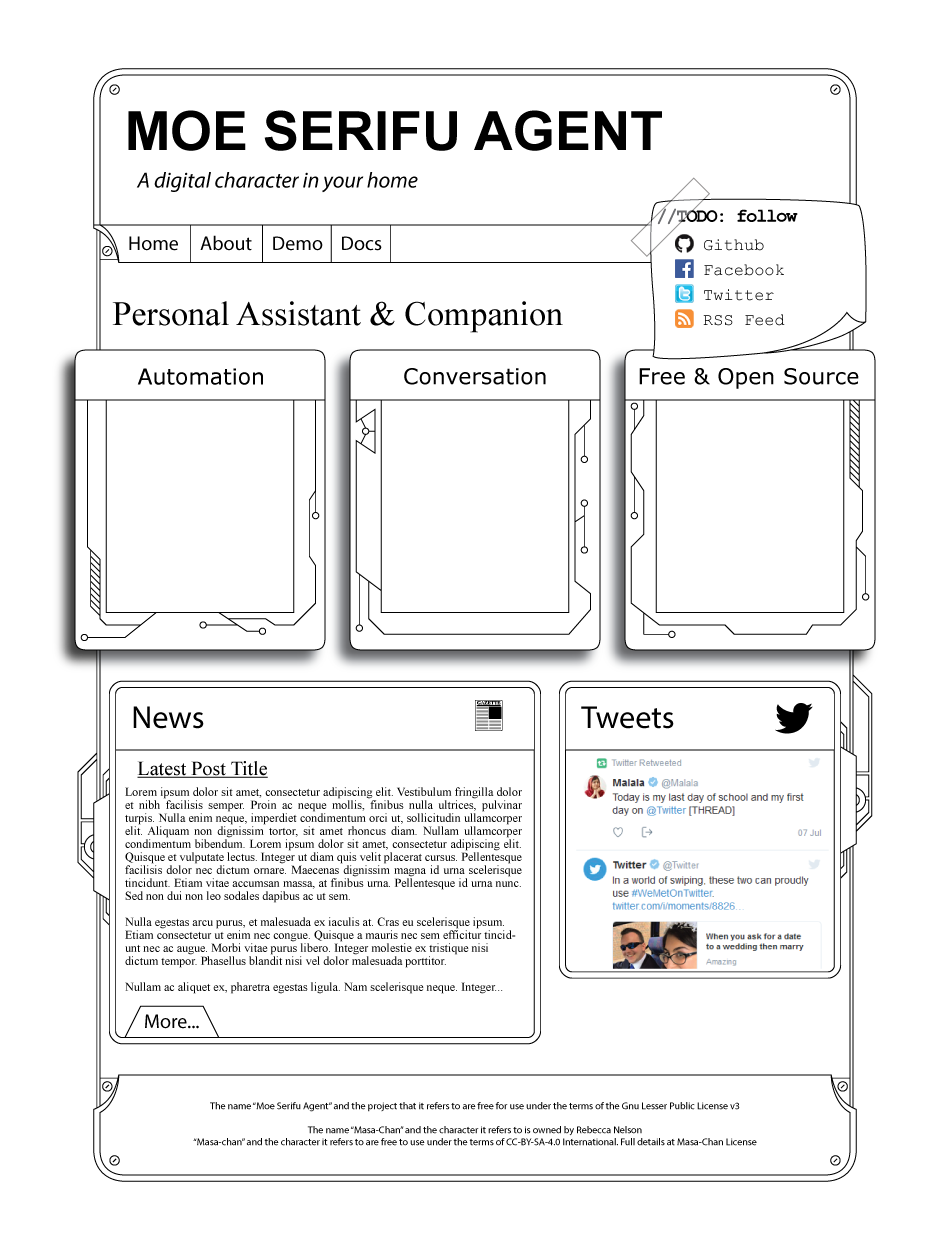 MOE SERIFU AGENT
A digital character in your home
//TODO: follow
Github
Facebook
Twitter
RSS Feed
Home
About
Demo
Docs
Personal Assistant & Companion
Automation
Conversation
Free & Open Source
News
Latest Post Title
Lorem ipsum dolor sit amet, consectetur adipiscing elit. Vestibulum fringilla dolor
et nibh facilisis semper. Proin ac neque mollis, finibus nulla ultrices, pulvinar
turpis. Nulla enim neque, imperdiet condimentum orci ut, sollicitudin ullamcorper
elit. Aliquam non dignissim tortor, sit amet rhoncus diam. Nullam ullamcorper
condimentum bibendum. Lorem ipsum dolor sit amet, consectetur adipiscing elit.
Quisque et vulputate lectus. Integer ut diam quis velit placerat cursus. Pellentesque
facilisis dolor nec dictum ornare. Maecenas dignissim magna id urna scelerisque
tincidunt. Etiam vitae accumsan massa, at finibus urna. Pellentesque id urna nunc.
Sed non dui non leo sodales dapibus ac ut sem.
Nulla egestas arcu purus, et malesuada ex iaculis at. Cras eu scelerisque ipsum.
Etiam consectetur ut enim nec congue. Quisque a mauris nec sem efficitur tincid-
unt nec ac augue. Morbi vitae purus libero. Integer molestie ex tristique nisi
dictum tempor. Phasellus blandit nisi vel dolor malesuada porttitor.
Nullam ac aliquet ex, pharetra egestas ligula. Nam scelerisque neque. Integer...
More...
Tweets
Twitter Retweeted
Malala @Malala
Today is my last day of school and my first
day on @Twitter [THREAD]
07 Jul
Twitter @Twitter
In a world of swiping, these two can proudly
use #WeMetOnTwitter.
twitter.com/i/moments/8826...
When you ask for a date
to a wedding then marry
Amazing
The name “Moe Serifu Agent” and the project that it refers to are free for use under the terms of the Gnu Lesser Public License v3
The name “Masa-Chan” and the character it refers to is owned by Rebecca Nelson
“Masa-chan” and the character it refers to are free to use under the terms of CC-BY-SA-4.0 International. Full details at Masa-Chan License